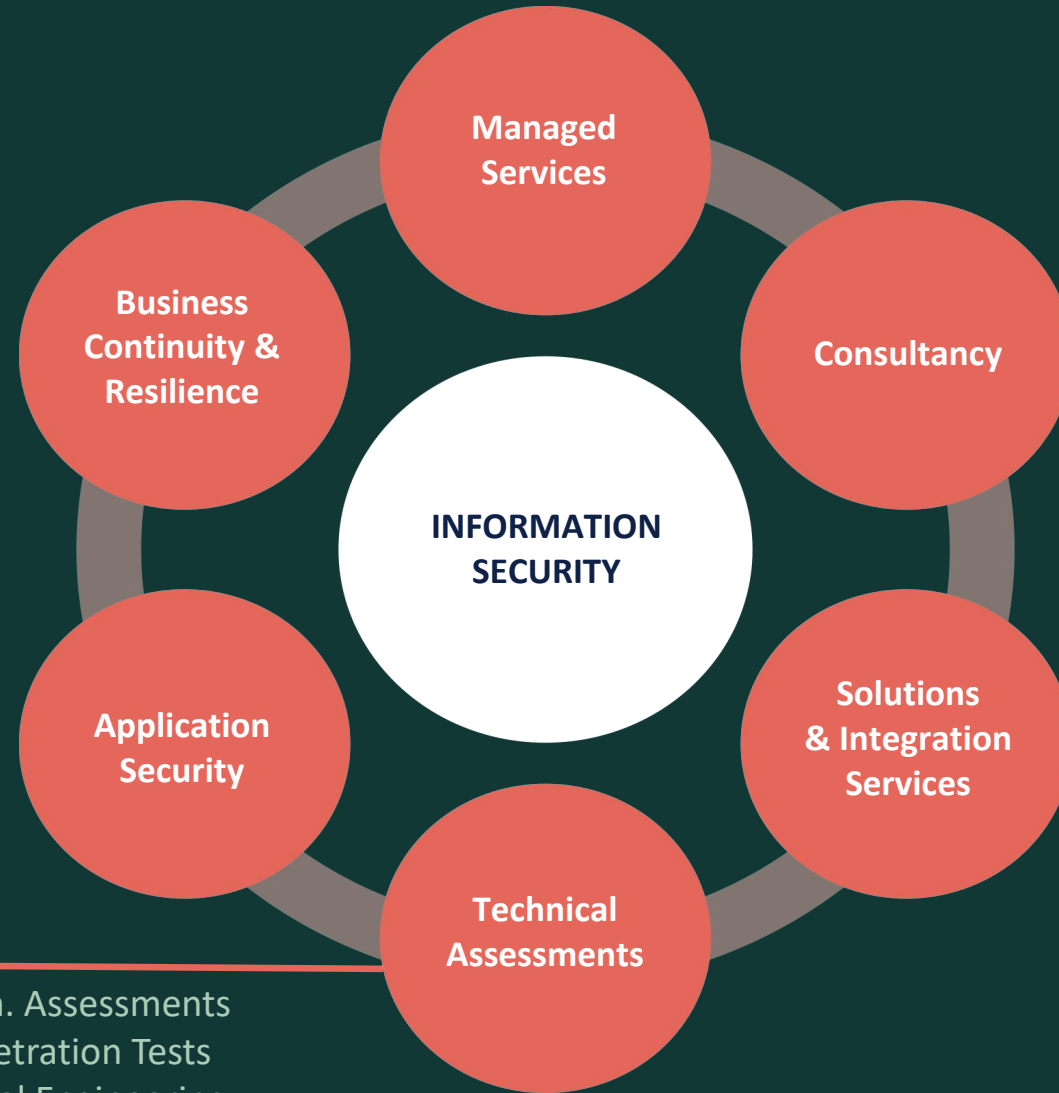 Managed
Services
Business
Continuity &
Resilience
Consultancy
INFORMATION
SECURITY
Application
Security
Solutions
& Integration
Services
Technical
Assessments
Assessments
Tests